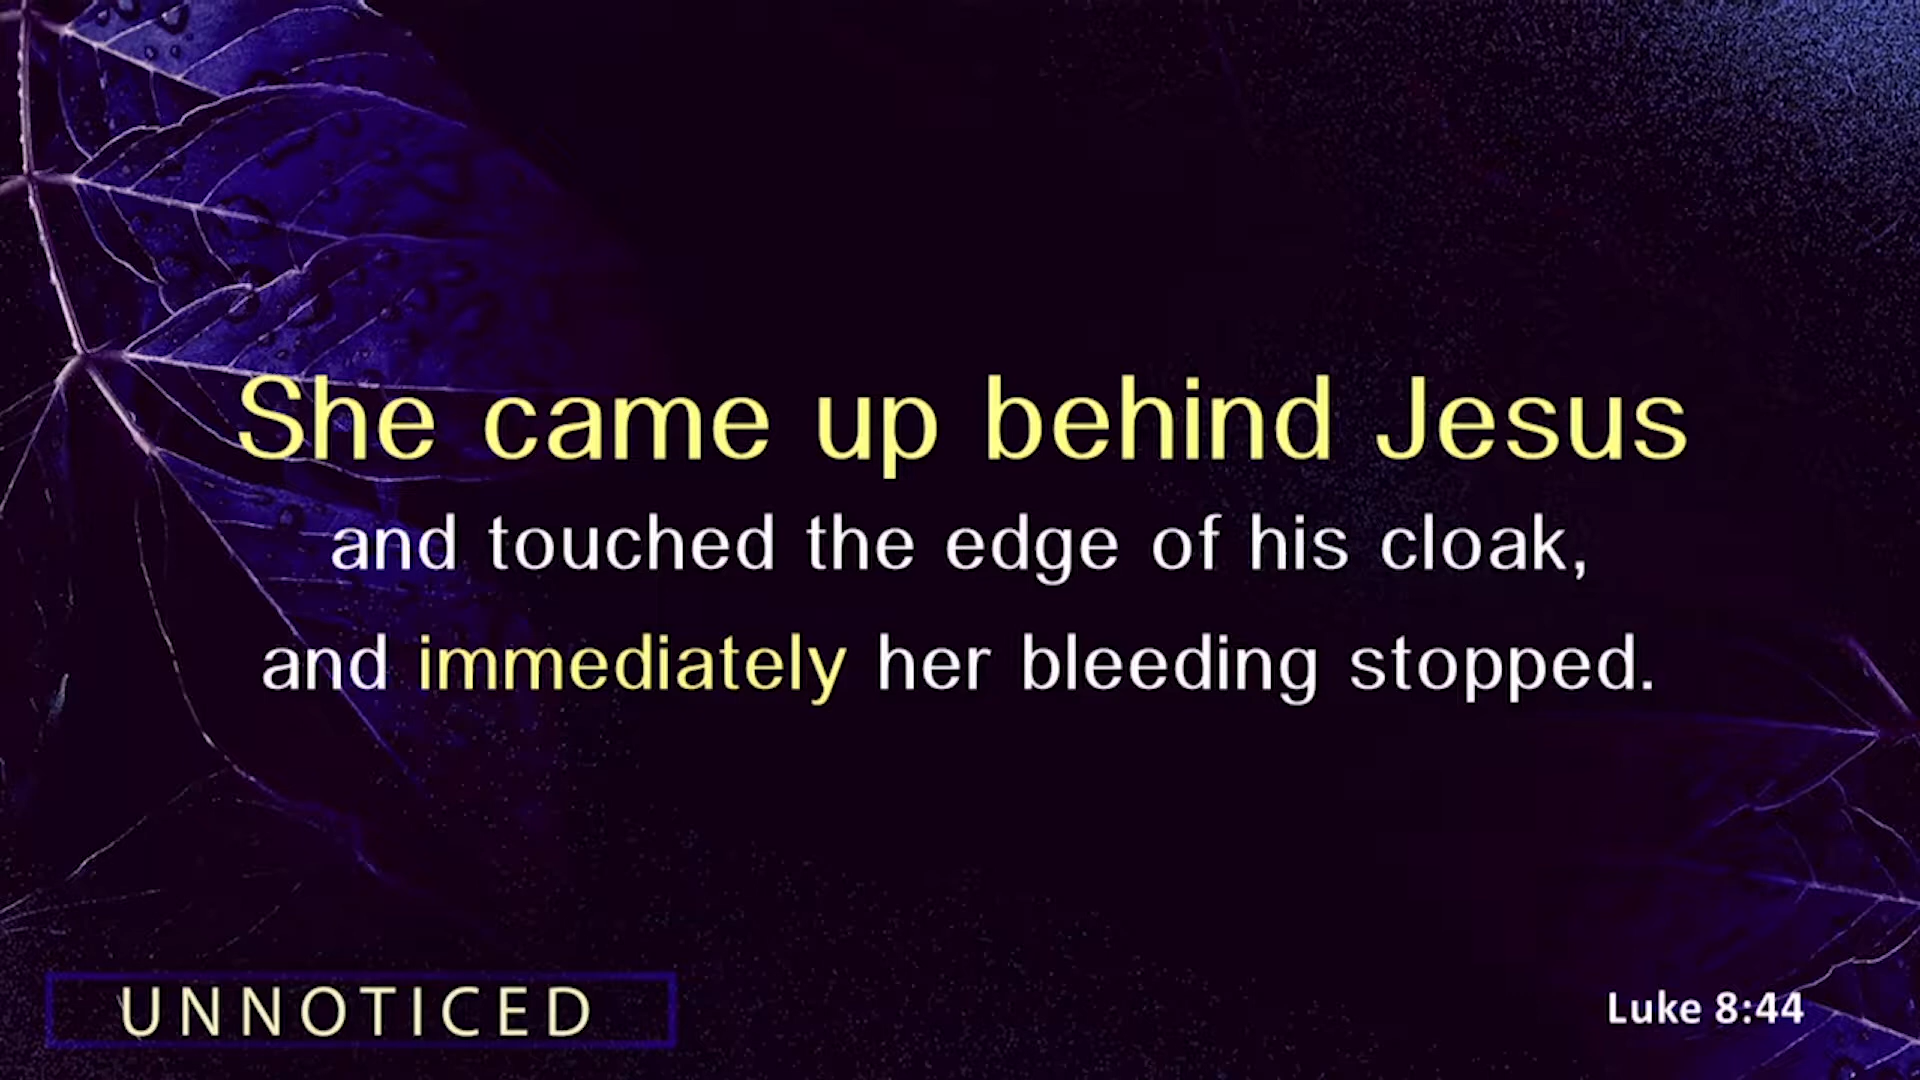 She came up behind Jesus
and touched the edge of his cloak,
and immediately her bleeding stopped.
UNNOTICED
Luke 8:44